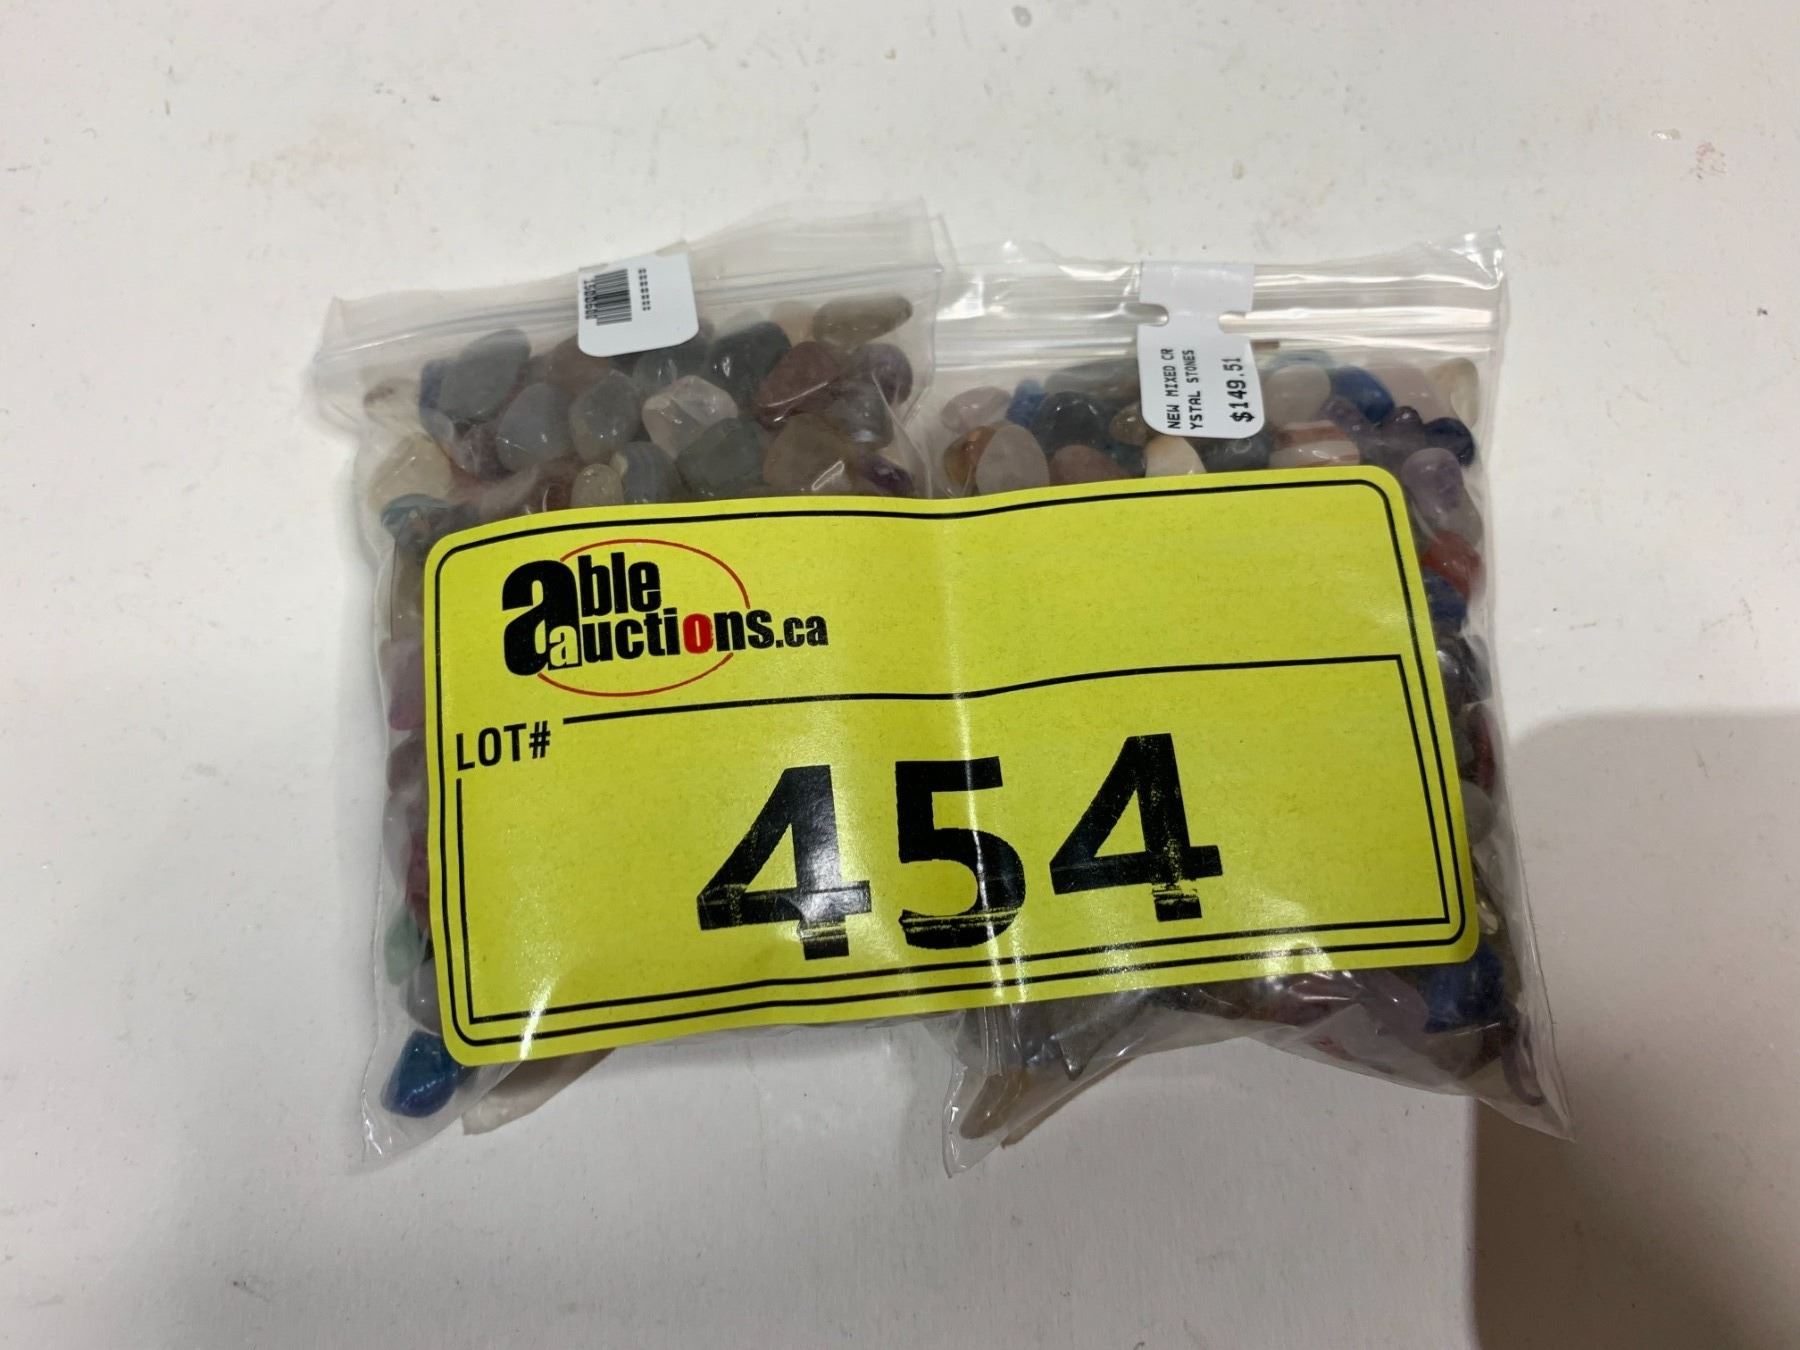 NEW MIXED CR
YSTAL STONES
$149.51
able
auctions.ca
LOT#
454